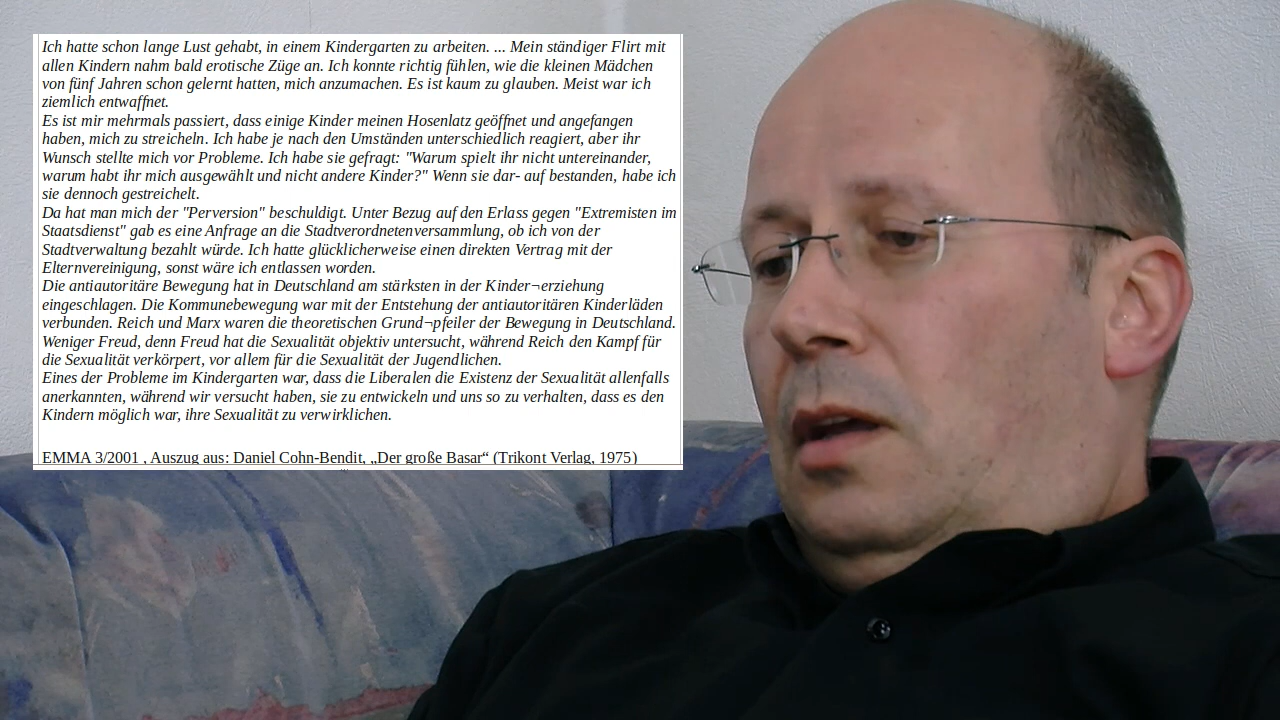 Ich hatte schon lange Lust gehabt, in einem Kindergarten zu arbeiten. ... Mein ständiger Flirt mit
allen Kindern nahm bald erotische Züge an. Ich konnte richtig fühlen, wie die kleinen Mädchen
von fünf Jahren schon gelernt hatten, mich anzumachen. Es ist kaum zu glauben. Meist war ich
ziemlich entwaffnet.
Es ist mir mehrmals passiert, dass einige Kinder meinen Hosenlatz geöffnet und angefangen
haben, mich zu streicheln. Ich habe je nach den Umständen unterschiedlich reagiert, aber ihr
Wunsch stellte mich vor Probleme. Ich habe sie gefragt: "Warum spielt ihr nicht untereinander,
warum habt ihr mich ausgewählt und nicht andere Kinder?" Wenn sie dar- auf bestanden, habe ich
sie dennoch gestreichelt.
Da hat man mich der "Perversion" beschuldigt. Unter Bezug auf den Erlass gegen "Extremisten im
Staatsdienst" gab es eine Anfrage an die Stadtverordnetenversammlung, ob ich von der
Stadtverwaltung bezahlt würde. Ich hatte glücklicherweise einen direkten Vertrag mit der
Elternvereinigung, sonst wäre ich entlassen worden.
Die antiautoritäre Bewegung hat in Deutschland am stärksten in der Kinder¬erziehung
eingeschlagen. Die Kommunebewegung war mit der Entstehung der antiautoritären Kinderläden
verbunden. Reich und Marx waren die theoretischen Grund¬pfeiler der Bewegung in Deutschland.
Weniger Freud, denn Freud hat die Sexualität objektiv untersucht, während Reich den Kampf für
die Sexualität verkörpert, vor allem für die Sexualität der Jugendlichen.
Eines der Probleme im Kindergarten war, dass die Liberalen die Existenz der Sexualität allenfalls
anerkannten, während wir versucht haben, sie zu entwickeln und uns so zu verhalten, dass es den
Kindern möglich war, ihre Sexualität zu verwirklichen.
EMMA 3/2001 , Auszug aus: Daniel Cohn-Bendit, „Der große Basar“ (Trikont Verlag, 1975)